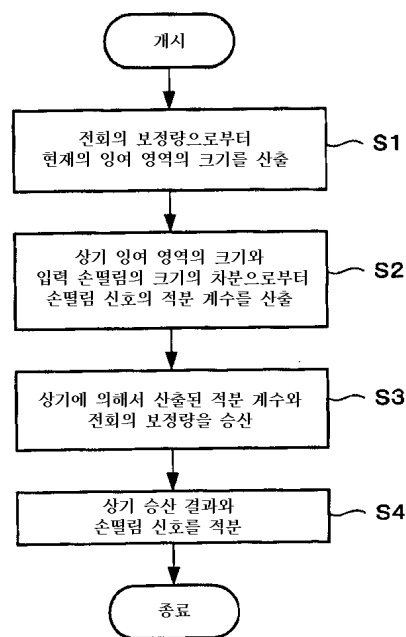 개시
전회의 보정량으로부터
현재의 잉여 영역의 크기를 산출
S1
상기 잉여 영역의 크기와
입력 손떨림의 크기의 차분으로부터
손떨림 신호의 적분 계수를 산출
S2
상기에 의해서 산출된 적분 계수와
전회의 보정량을 승산
S3
상기 승산 결과와
손떨림 신호를 적분
S4
종료